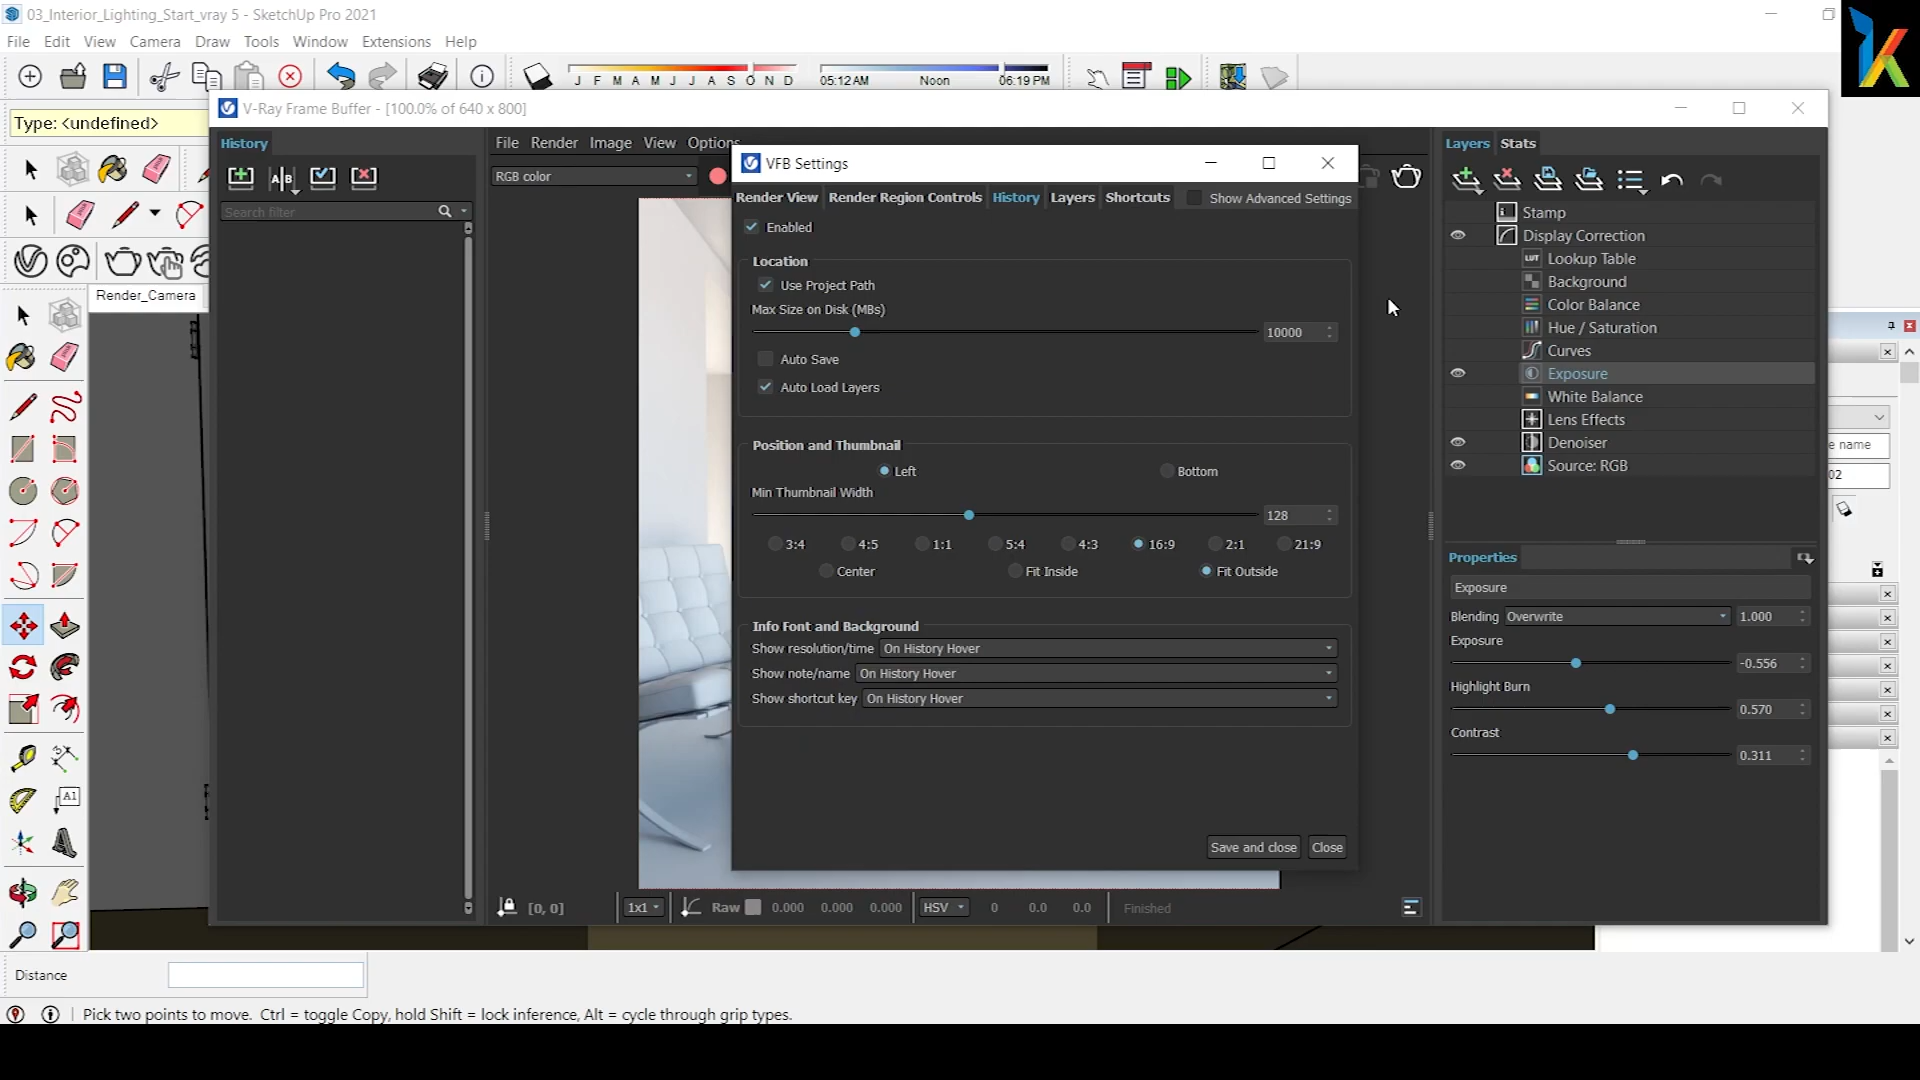 03_Interior_Lighting_Start_vray 5 - SketchUp Pro 2021
File Edit View Camera Draw Tools Window Extensions Help
J F M A M J J A S O N D
05:12 AM Noon 06:19 PM
V-Ray Frame Buffer - [100.0% of 640 x 800]
Type: <undefined>
History
A|B
Search filter
Render_Camera
File Render Image View Options
RGB color
VFB Settings
Render View Render Region Controls History Layers Shortcuts Show Advanced Settings
Enabled
Location
Use Project Path
Max Size on Disk (MBs)
10000
Auto Save
Auto Load Layers
Position and Thumbnail
Left Bottom
Min Thumbnail Width
128
3:4 4:5 1:1 5:4 4:3 16:9 2:1 21:9
Center Fit Inside Fit Outside
Info Font and Background
Show resolution/time On History Hover
Show note/name On History Hover
Show shortcut key On History Hover
Save and close Close
Layers Stats
Stamp
Display Correction
LUT Lookup Table
Background
Color Balance
Hue / Saturation
Curves
Exposure
White Balance
Lens Effects
Denoiser
Source: RGB
Properties
Exposure
Blending Overwrite 1.000
Exposure
-0.556
Highlight Burn
0.570
Contrast
0.311
e name
02
[0, 0] 1x1 Raw 0.000 0.000 0.000 HSV 0 0.0 0.0 Finished
Distance
Pick two points to move. Ctrl = toggle Copy, hold Shift = lock inference, Alt = cycle through grip types.